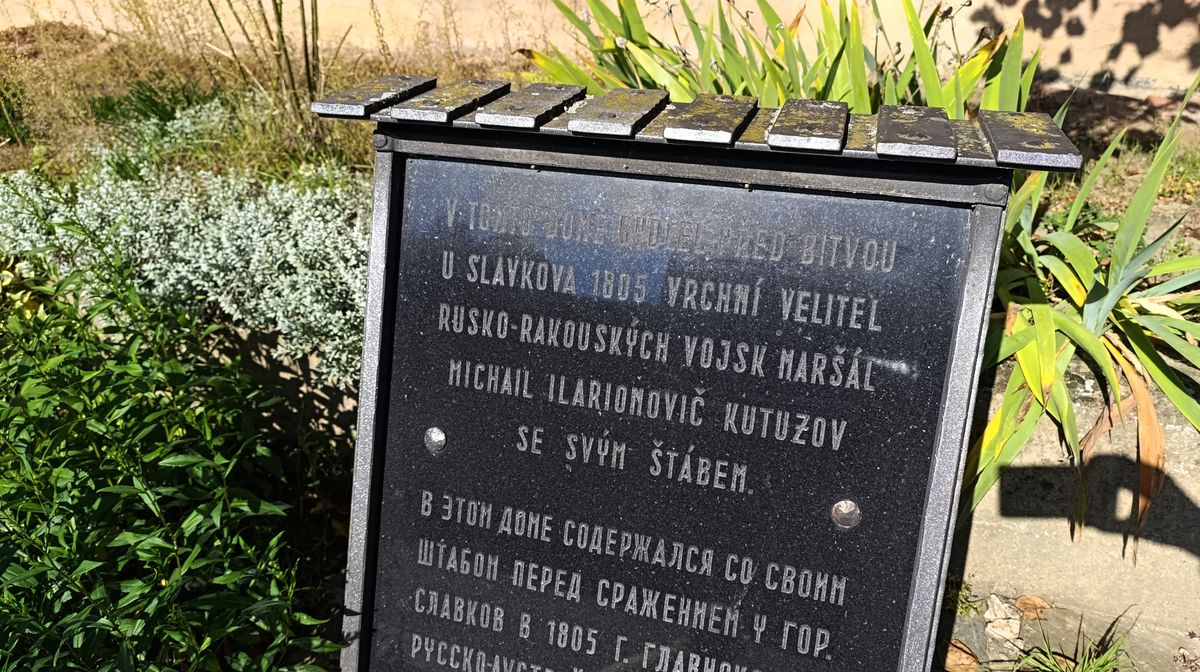 V TOMTO DOMĚ BYDLEL PŘED BITVOU
U SLAVKOVA 1805 VRCHNÍ VELITEL
RUSKO-RAKOUSKÝCH VOJSK MARŠÁL
MICHAIL ILARIONOVIČ KUTUZOV
SE SVÝM ŠTÁBEM.
В ЭТОМ ДОМЕ СОДЕРЖАЛСЯ СО СВОИМ
ШТАБОМ ПЕРЕД СРАЖЕНИЕМ У ГОР.
СЛАВКОВ В 1805 Г.